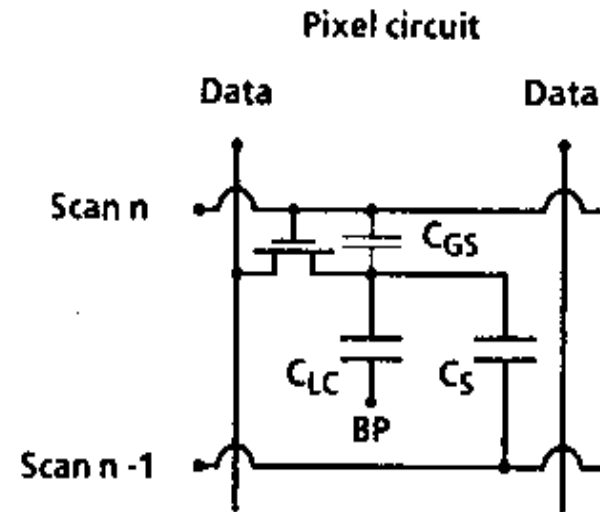 Pixel circuit
Data Data
Scan n
CGS
CLC CS
BP
Scan n -1